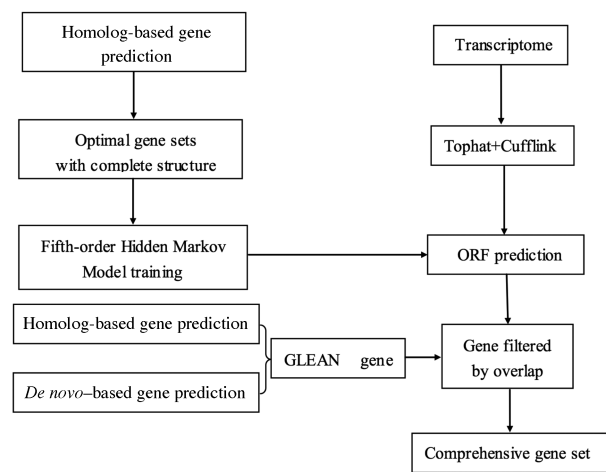 Homolog-based gene
prediction
Transcriptome
Optimal gene sets
with complete structure
Tophat+Cufflink
Fifth-order Hidden Markov
Model training
ORF prediction
Homolog-based gene prediction
De novo–based gene prediction
GLEAN gene
Gene filtered
by overlap
Comprehensive gene set